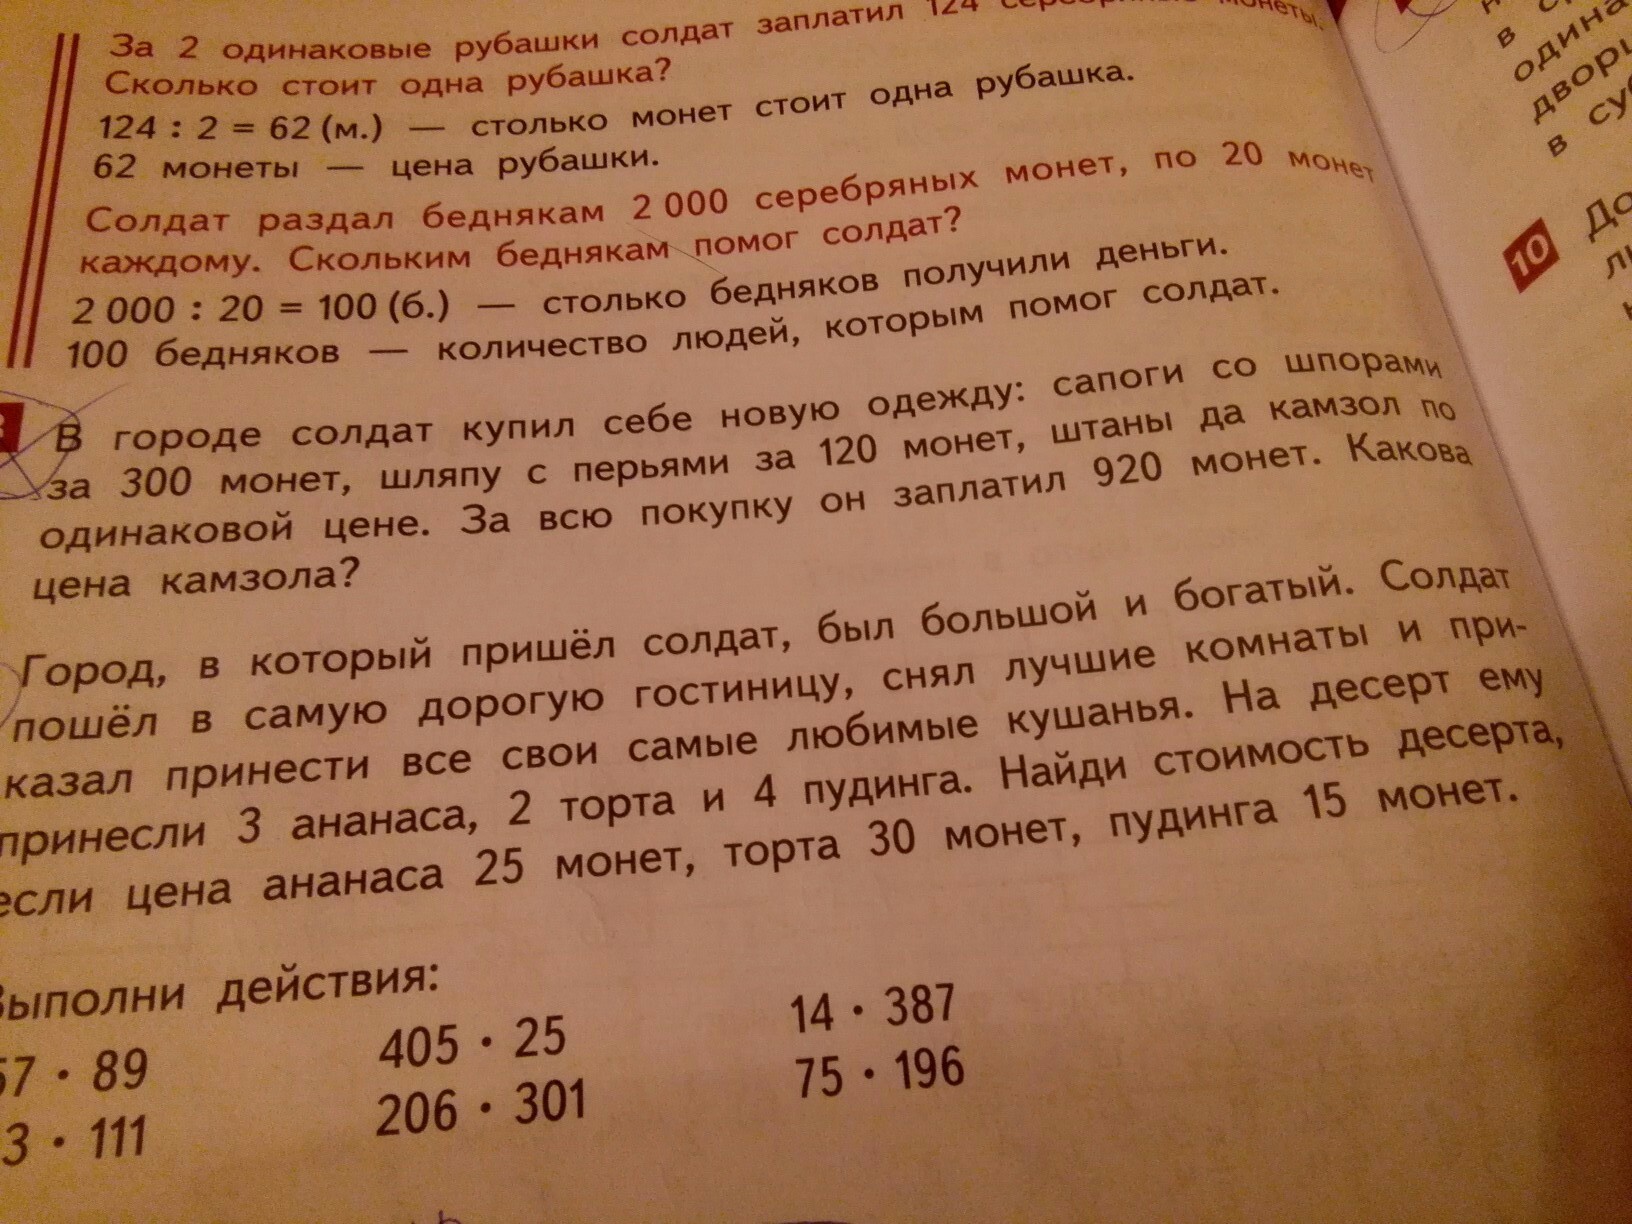 За 2 одинаковые рубашки солдат заплатил 124 серебряные монеты.
Сколько стоит одна рубашка?
124 : 2 = 62 (м.) — столько монет стоит одна рубашка.
62 монеты — цена рубашки.
Солдат раздал беднякам 2 000 серебряных монет, по 20 монет
каждому. Скольким беднякам помог солдат?
2 000 : 20 = 100 (б.) — столько бедняков получили деньги.
100 бедняков — количество людей, которым помог солдат.
В городе солдат купил себе новую одежду: сапоги со шпорами
за 300 монет, шляпу с перьями за 120 монет, штаны да камзол по
одинаковой цене. За всю покупку он заплатил 920 монет. Какова
цена камзола?
Город, в который пришёл солдат, был большой и богатый. Солдат
пошёл в самую дорогую гостиницу, снял лучшие комнаты и при-
казал принести все свои самые любимые кушанья. На десерт ему
принесли 3 ананаса, 2 торта и 4 пудинга. Найди стоимость десерта,
если цена ананаса 25 монет, торта 30 монет, пудинга 15 монет.
Выполни действия:
57 · 89 405 · 25 14 · 387
3 · 111 206 · 301 75 · 196
в
в
10